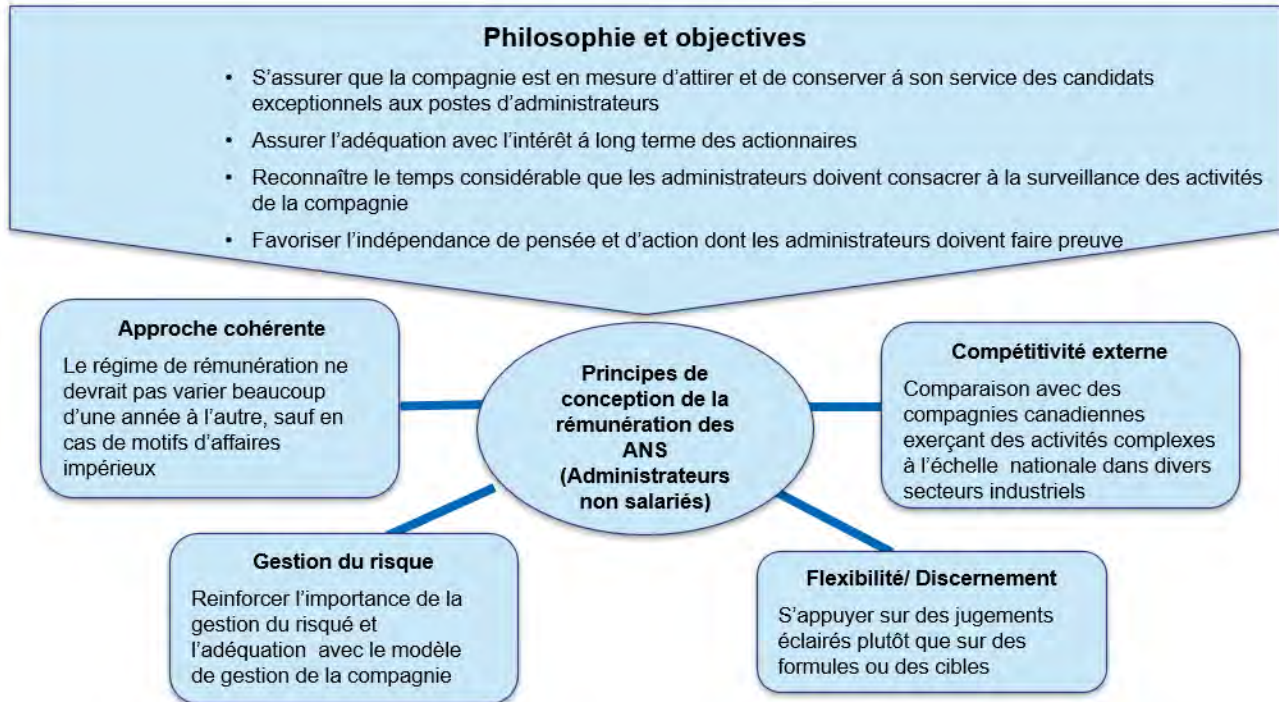 Philosophie et objectives
• S'assurer que la compagnie est en mesure d'attirer et de conserver á son service des candidats
exceptionnels aux postes d'administrateurs
• Assurer l'adéquation avec l'intérêt á long terme des actionnaires
• Reconnaître le temps considérable que les administrateurs doivent consacrer à la surveillance des activités
de la compagnie
• Favoriser l'indépendance de pensée et d'action dont les administrateurs doivent faire preuve
Approche cohérente
Le régime de rémunération ne
devrait pas varier beaucoup
d'une année à l'autre, sauf en
cas de motifs d'affaires
impérieux
Principes de
conception de la
rémunération des
ANS
(Administrateurs
non salariés)
Compétitivité externe
Comparaison avec des
compagnies canadiennes
exerçant des activités complexes
à l'échelle nationale dans divers
secteurs industriels
Gestion du risque
Reinforcer l'importance de la
gestion du risqué et
l'adéquation avec le modèle
de gestion de la compagnie
Flexibilité/ Discernement
S'appuyer sur des jugements
éclairés plutôt que sur des
formules ou des cibles